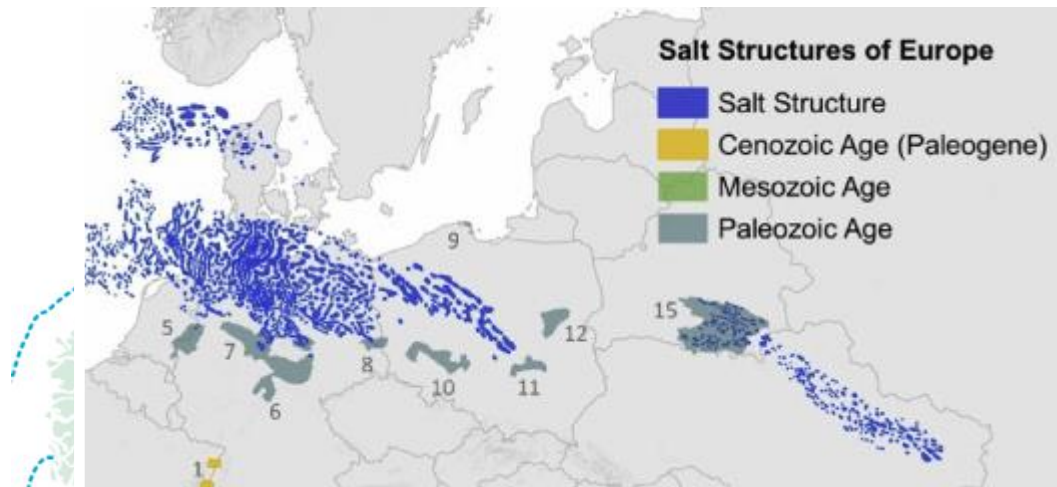 Salt Structures of Europe
Salt Structure
Cenozoic Age (Paleogene)
Mesozoic Age
Paleozoic Age
9
15
12
5
7
8
10
11
6
1